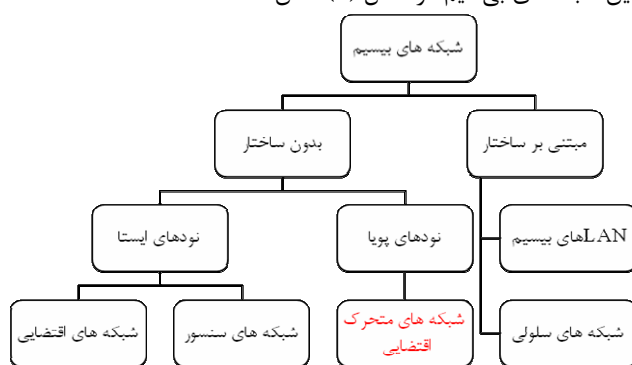 شبکه های بیسیم
مبتنی بر ساختار
بدون ساختار
LANهای بیسیم
نودهای پویا
نودهای ایستا
شبکه های سلولی
شبکه های متحرک
اقتضایی
شبکه های سنسور
شبکه های اقتضایی